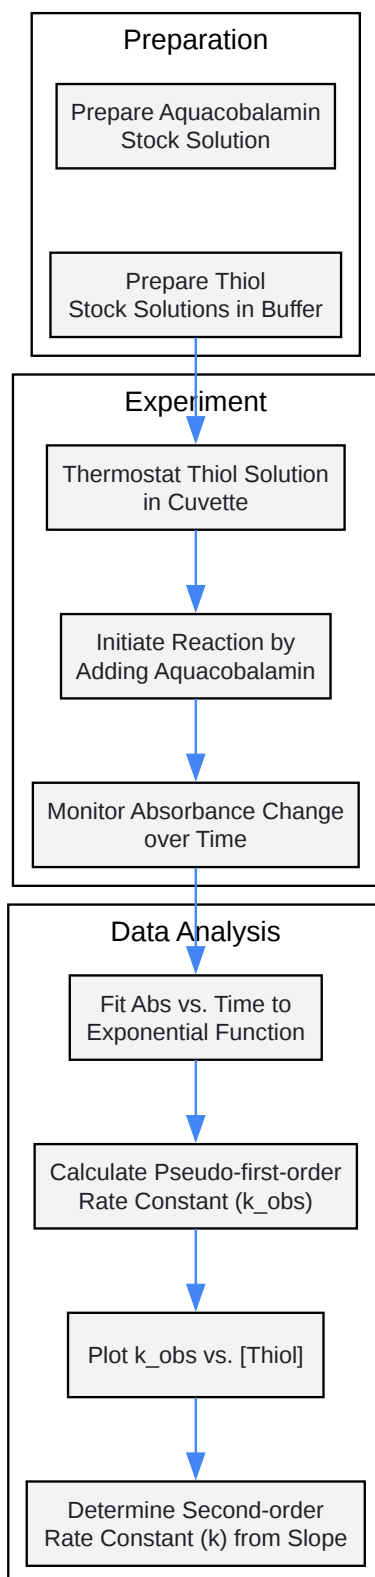 Preparation
Prepare Aquacobalamin
Stock Solution
Prepare Thiol
Stock Solutions in Buffer
Experiment
Thermostat Thiol Solution
in Cuvette
Initiate Reaction by
Adding Aquacobalamin
Monitor Absorbance Change
over Time
Data Analysis
Fit Abs vs. Time to
Exponential Function
Calculate Pseudo-first-order
Rate Constant (k_obs)
Plot k_obs vs. [Thiol]
Determine Second-order
Rate Constant (k) from Slope